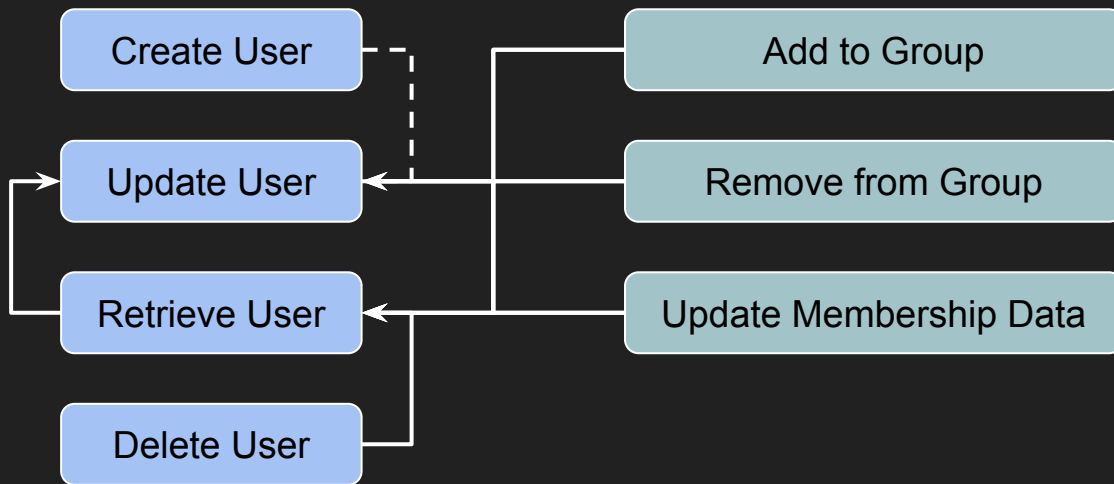 Create User
Add to Group
Update User
Remove from Group
Retrieve User
Update Membership Data
Delete User